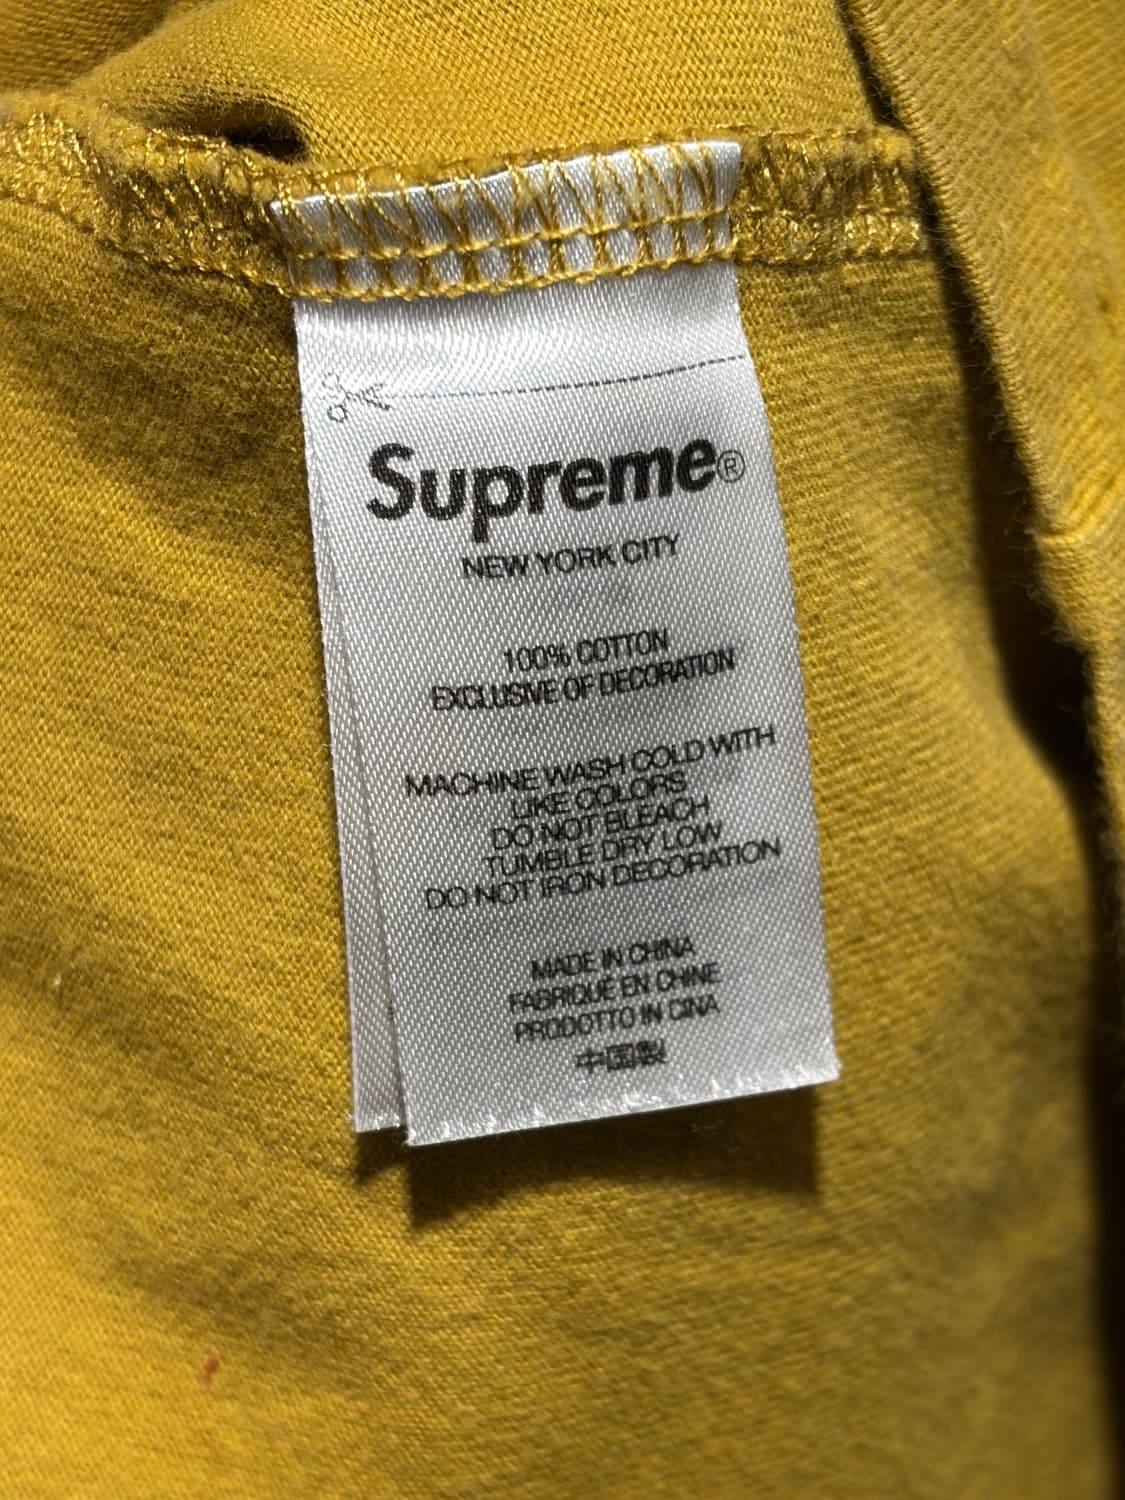 Supreme®
NEW YORK CITY
100% COTTON
EXCLUSIVE OF DECORATION
MACHINE WASH COLD WITH
LIKE COLORS
DO NOT BLEACH
TUMBLE DRY LOW
DO NOT IRON DECORATION
MADE IN CHINA
FABRIQUÉ EN CHINE
PRODOTTO IN CINA
中国製